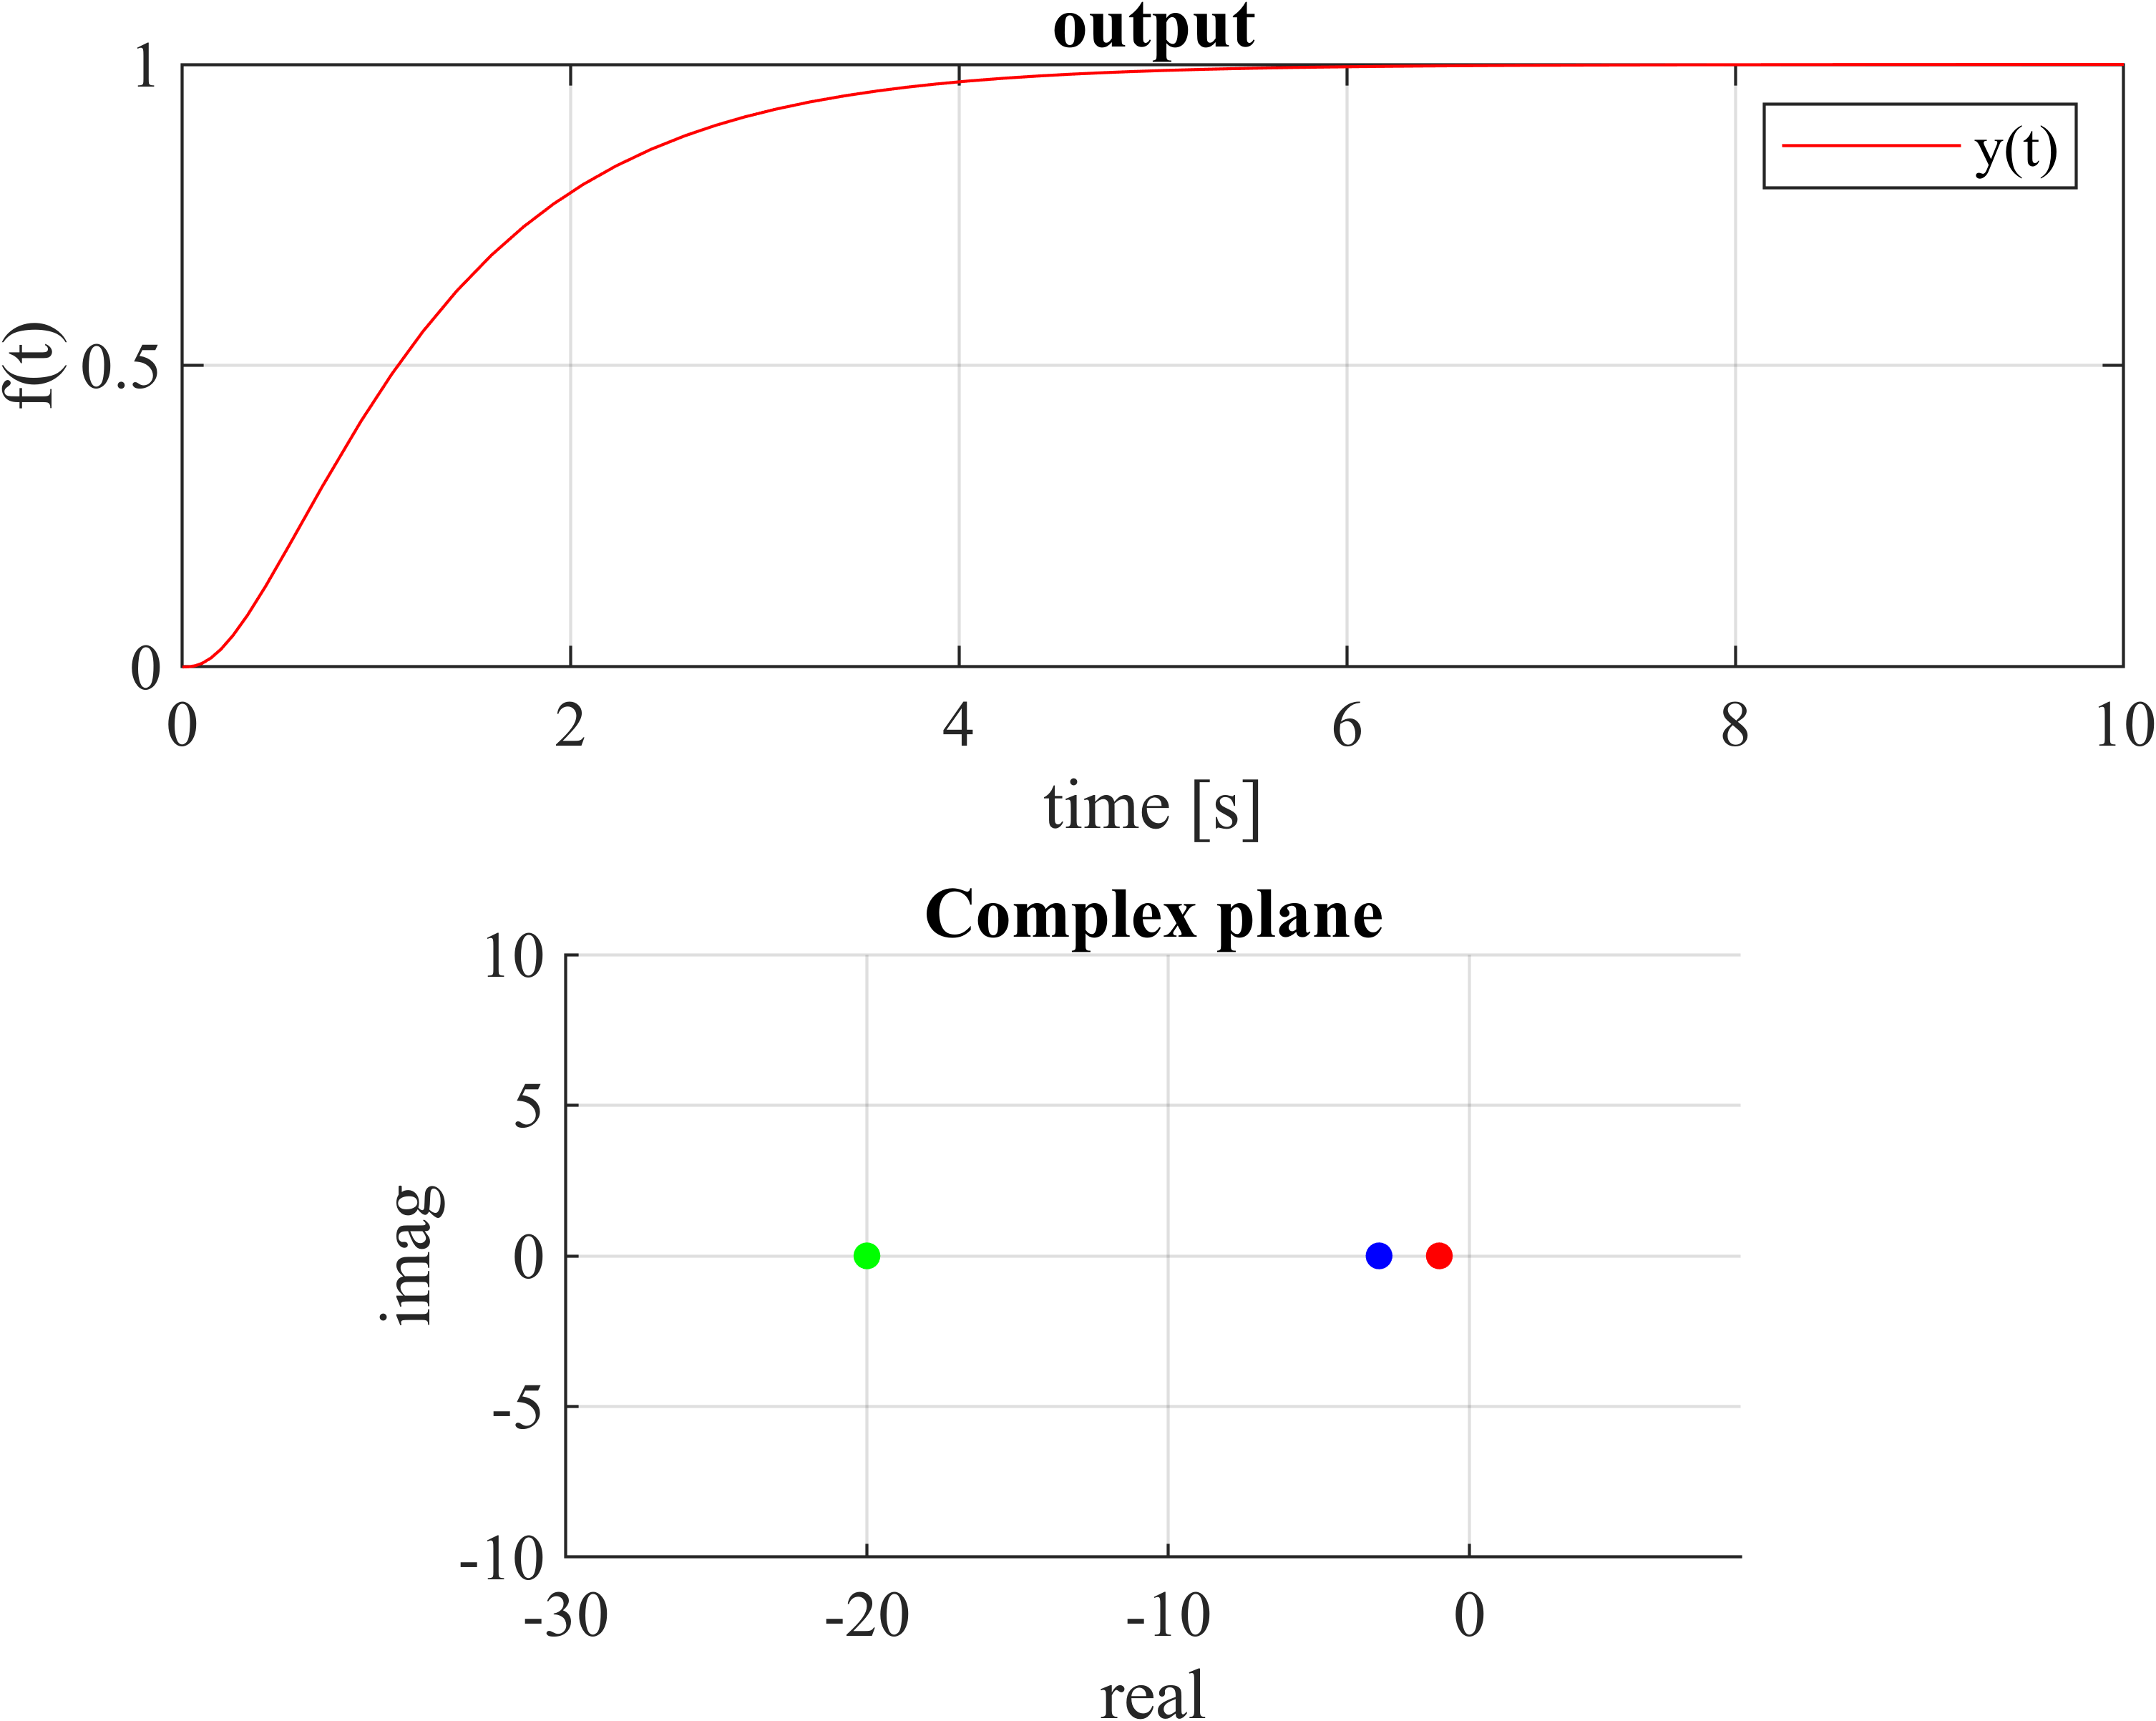 output
1
0.5
0
f(t)
y(t)
0 2 4 6 8 10
time [s]
Complex plane
10
5
0
-5
-10
imag
-30 -20 -10 0
real